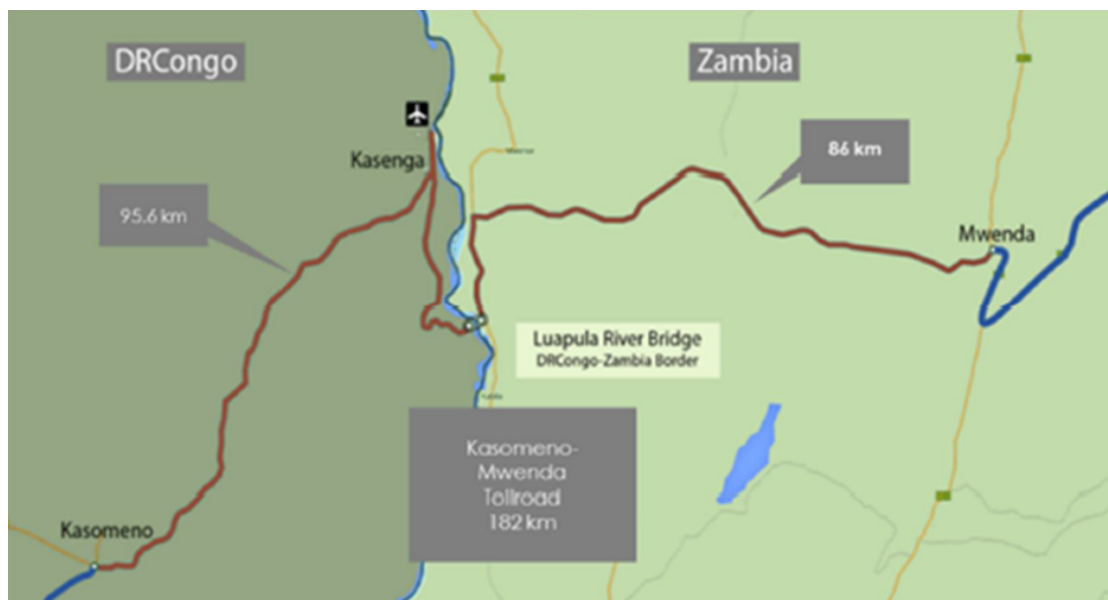 DRCongo
Zambia
86 km
Kasenga
95.6 km
Mwenda
Luapula River Bridge
DRCongo-Zambia Border
Kasomeno-
Mwenda
Tollroad
182 km
Kasomeno